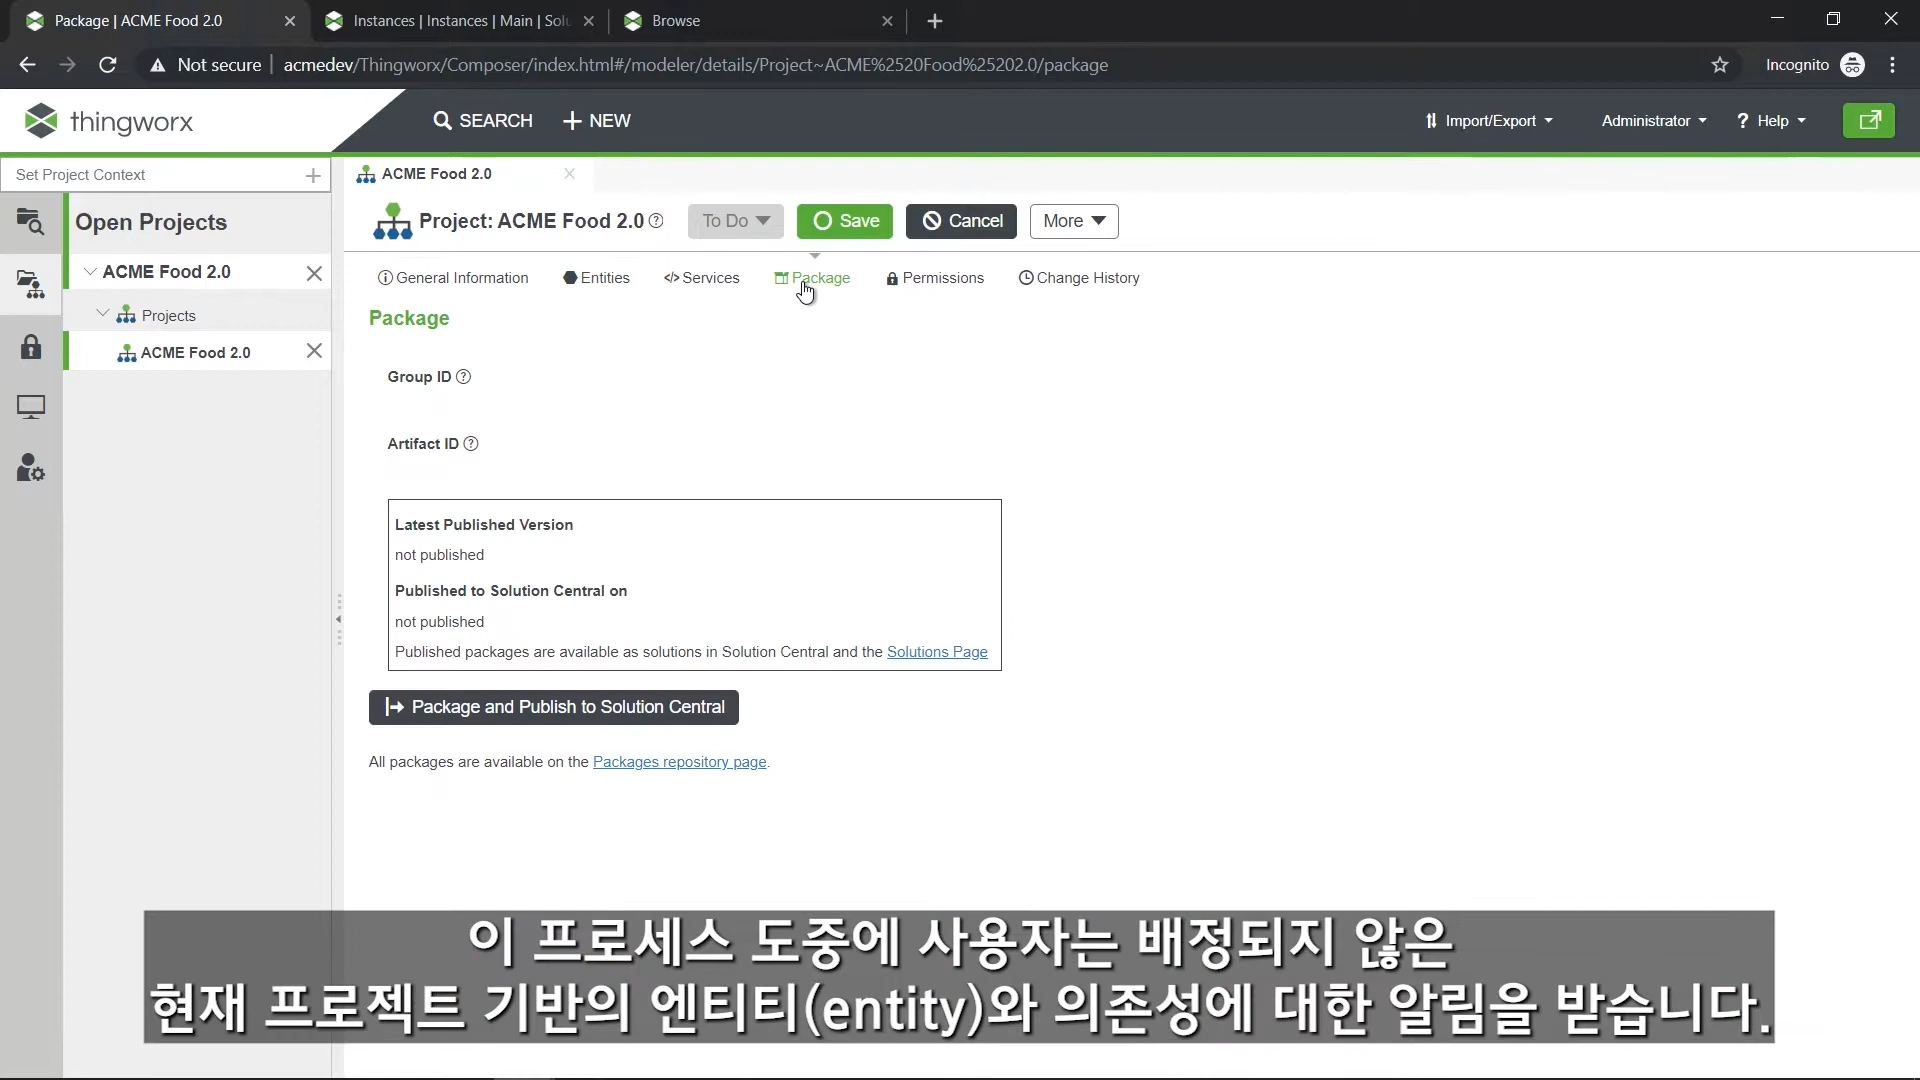 Package | ACME Food 2.0
Instances | Instances | Main | Solu
Browse
Not secure
acmedev/Thingworx/Composer/index.html#/modeler/details/Project~ACME%2520Food%25202.0/package
Incognito
thingworx
SEARCH
NEW
Import/Export
Administrator
? Help
Set Project Context
ACME Food 2.0
Open Projects
Project: ACME Food 2.0
To Do
Save
Cancel
More
ACME Food 2.0
Projects
ACME Food 2.0
General Information
Entities
Services
Package
Permissions
Change History
Package
Group ID
Artifact ID
Latest Published Version
not published
Published to Solution Central on
not published
Published packages are available as solutions in Solution Central and the Solutions Page
Package and Publish to Solution Central
All packages are available on the Packages repository page.
이 프로세스 도중에 사용자는 배정되지 않은
현재 프로젝트 기반의 엔티티(entity)와 의존성에 대한 알림을 받습니다.